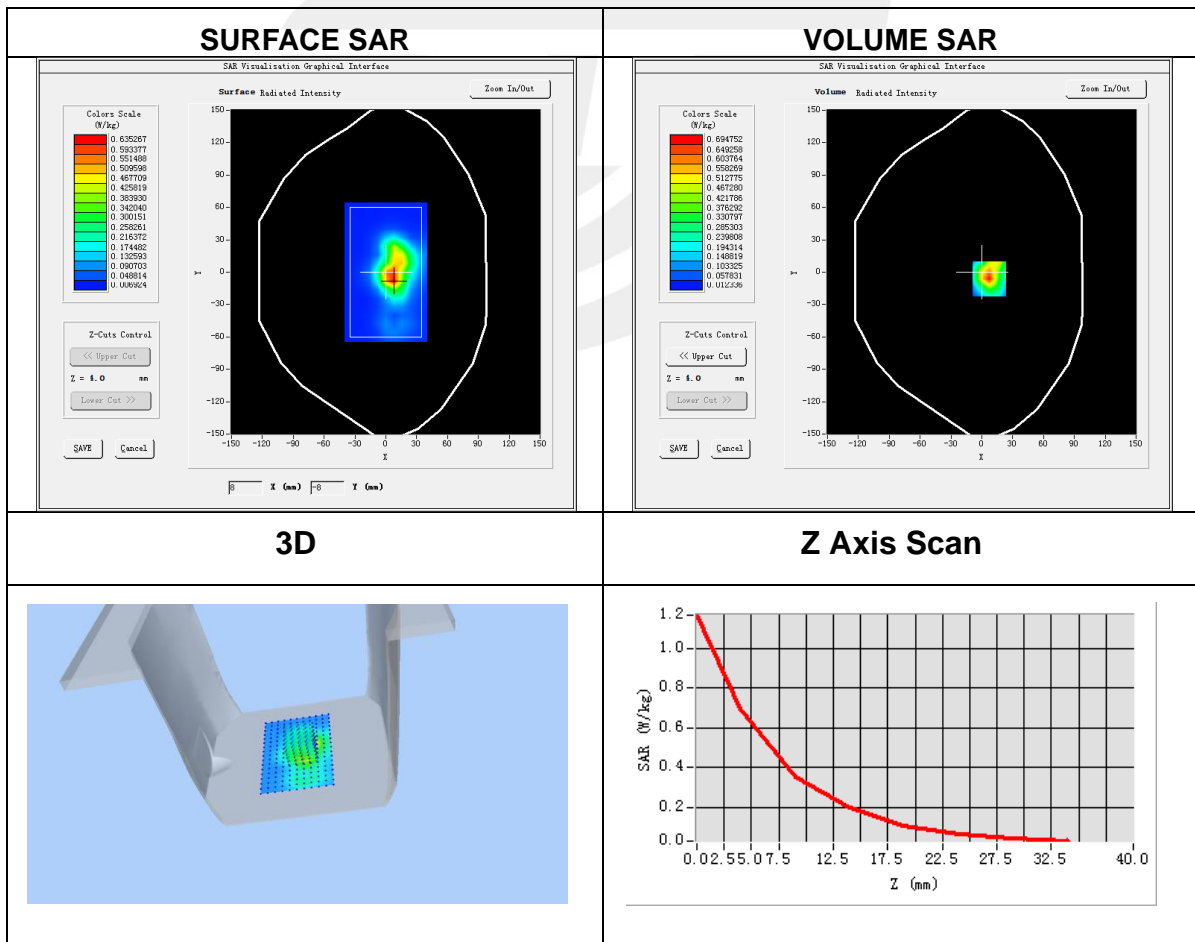 SURFACE SAR
SAR Visualisation Graphical Interface
Surface Radiated Intensity
Zoom In/Out
Colors Scale
(W/kg)
0.635267
0.593377
0.551488
0.509598
0.467709
0.425819
0.383930
0.342040
0.300151
0.258261
0.216372
0.174482
0.132593
0.090703
0.048814
0.006924
Z-Cuts Control
<< Upper Cut
Z = 4.0 mm
Lower Cut >>
SAVE Cancel
150
120
90
60
30
0
-30
-60
-90
-120
-150
Y
-150 -120 -90 -60 -30 0 30 60 90 120 150
X
8 X (mm) -8 Y (mm)
VOLUME SAR
SAR Visualisation Graphical Interface
Volume Radiated Intensity
Zoom In/Out
Colors Scale
(W/kg)
0.694752
0.649258
0.603764
0.558269
0.512775
0.467280
0.421786
0.376292
0.330797
0.285303
0.239808
0.194314
0.148819
0.103325
0.057831
0.012336
Z-Cuts Control
<< Upper Cut
Z = 4.0 mm
Lower Cut >>
SAVE Cancel
150
120
90
60
30
0
-30
-60
-90
-120
-150
Y
-150 -120 -90 -60 -30 0 30 60 90 120 150
X
3D
Z Axis Scan
1.2
1.0
0.8
0.6
0.4
0.2
0.0
SAR (W/kg)
0.0 2.5 5.0 7.5 12.5 17.5 22.5 27.5 32.5 40.0
Z (mm)